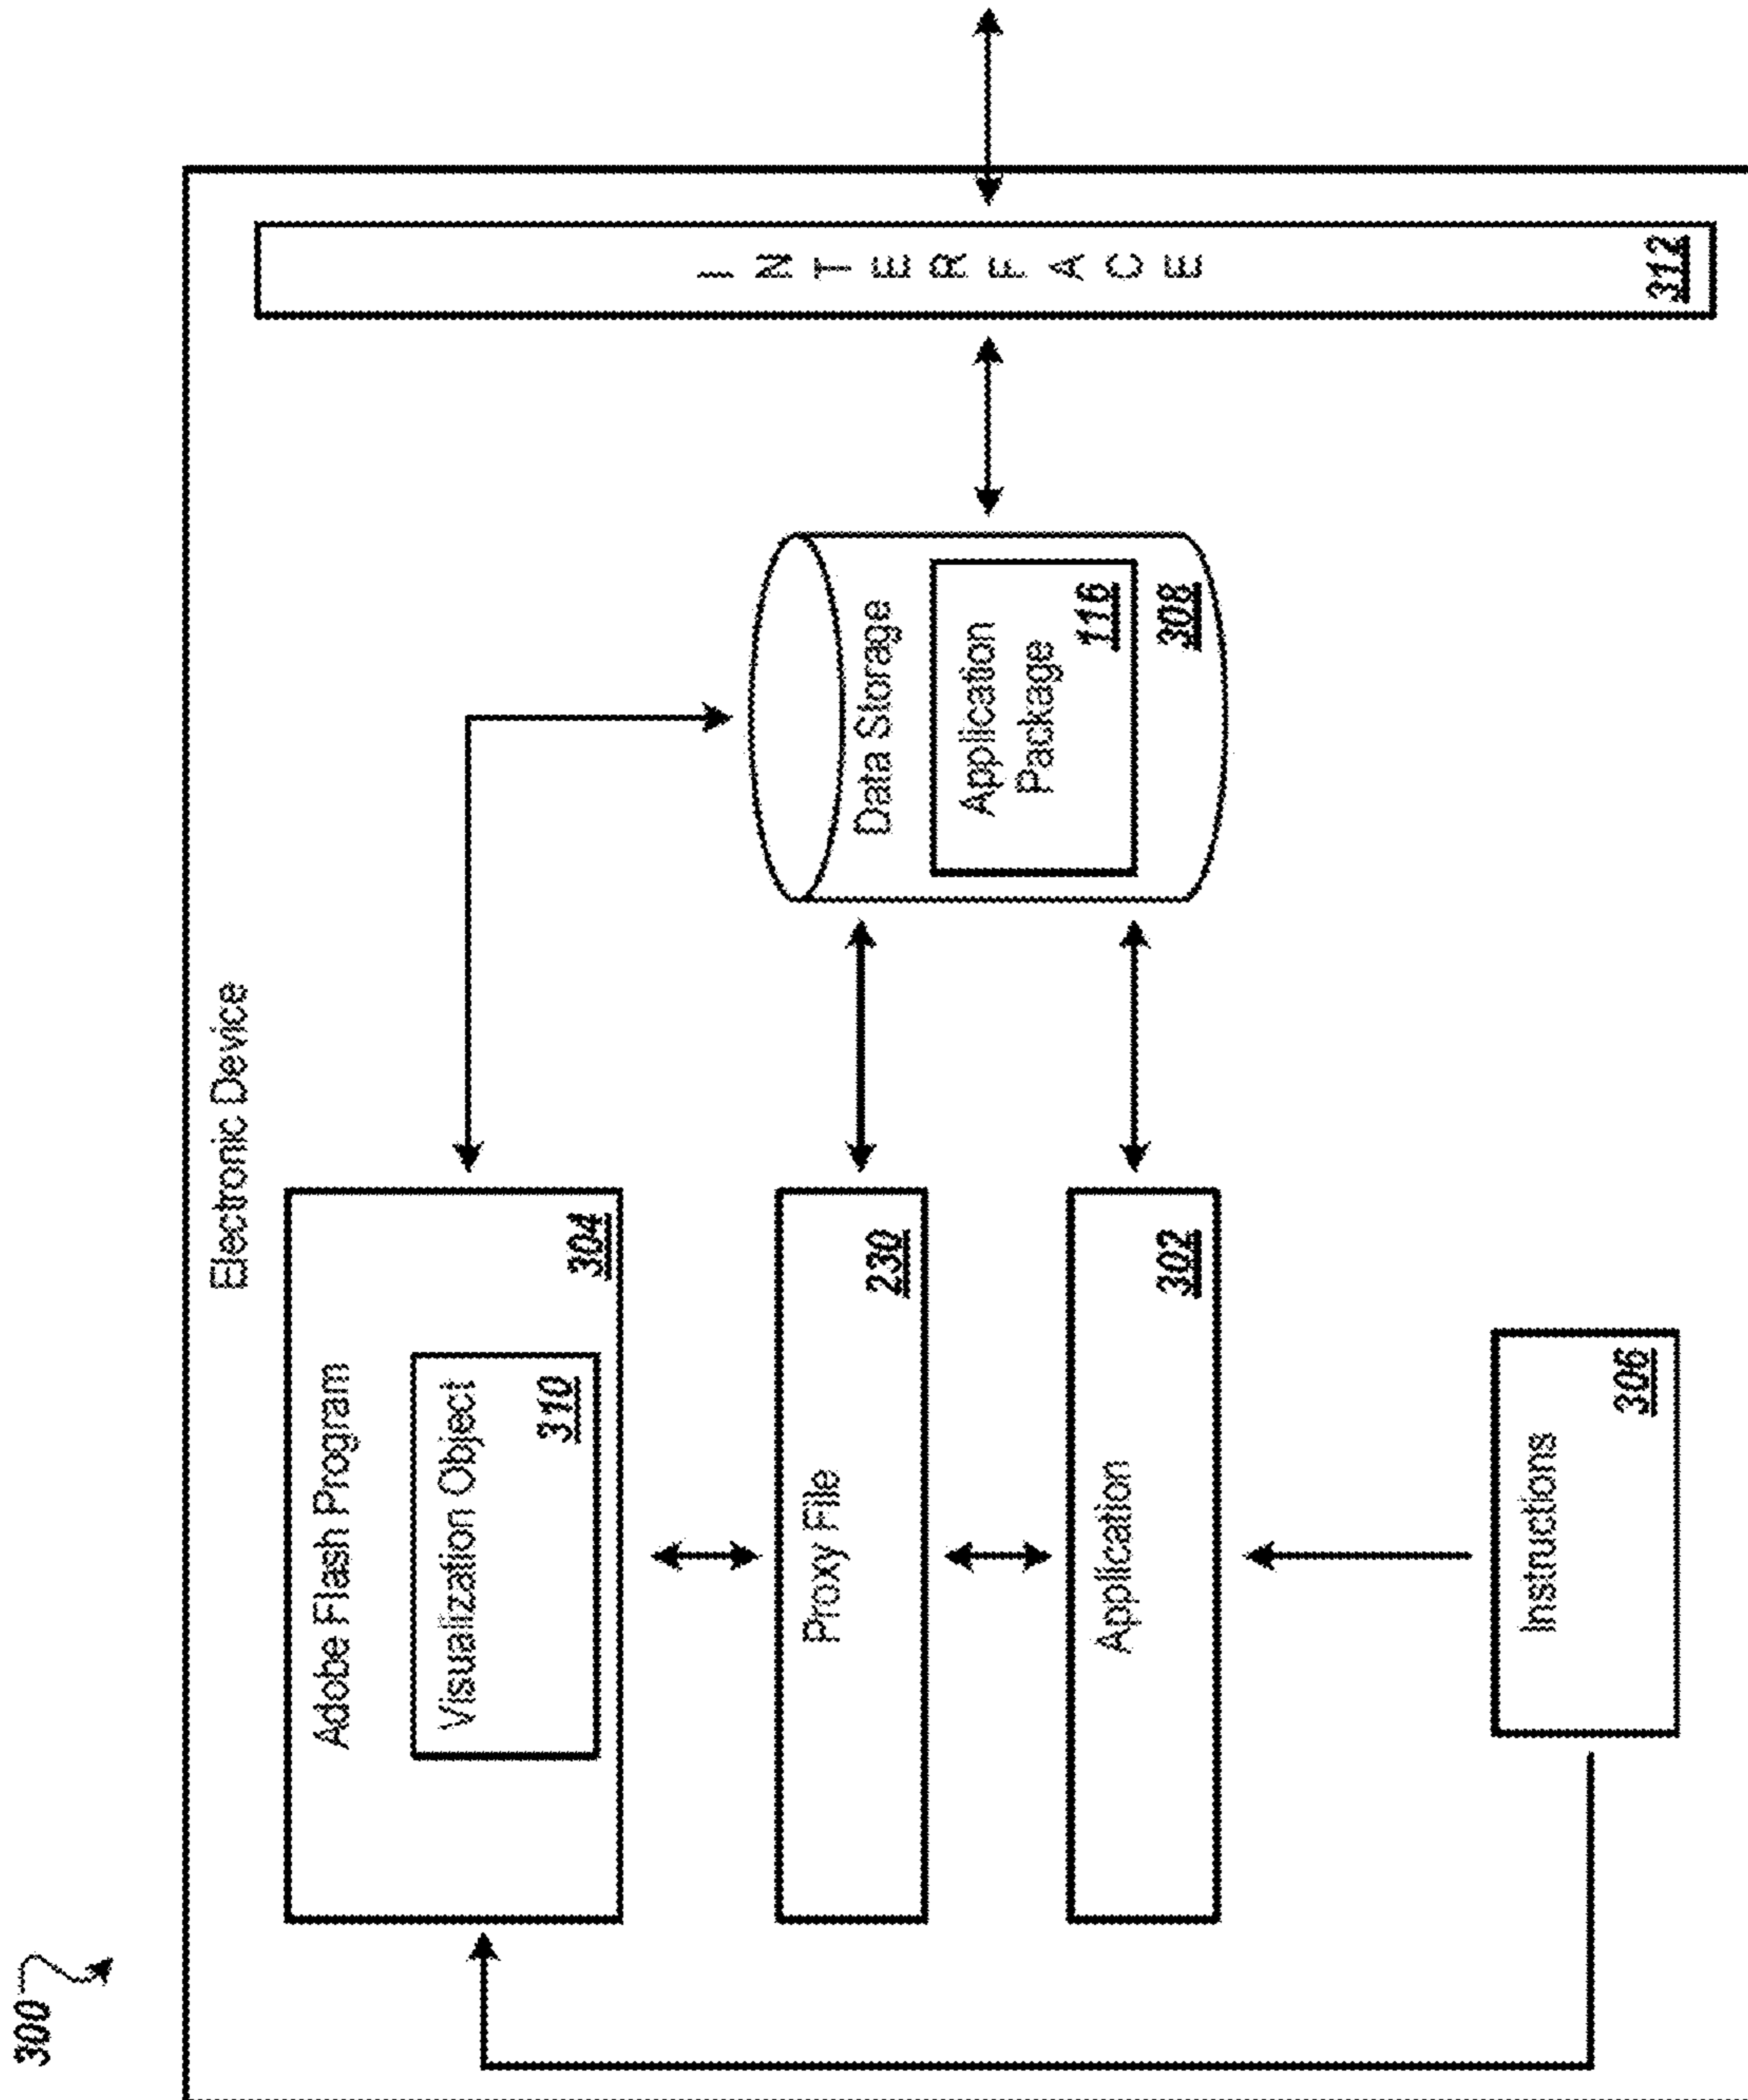 300
Electronic Device
Adobe Flash Program
Visualization Object
310
304
Proxy File
230
Application
302
Instructions
306
Data Storage
Application
Package
116
308
INTERFACE
312